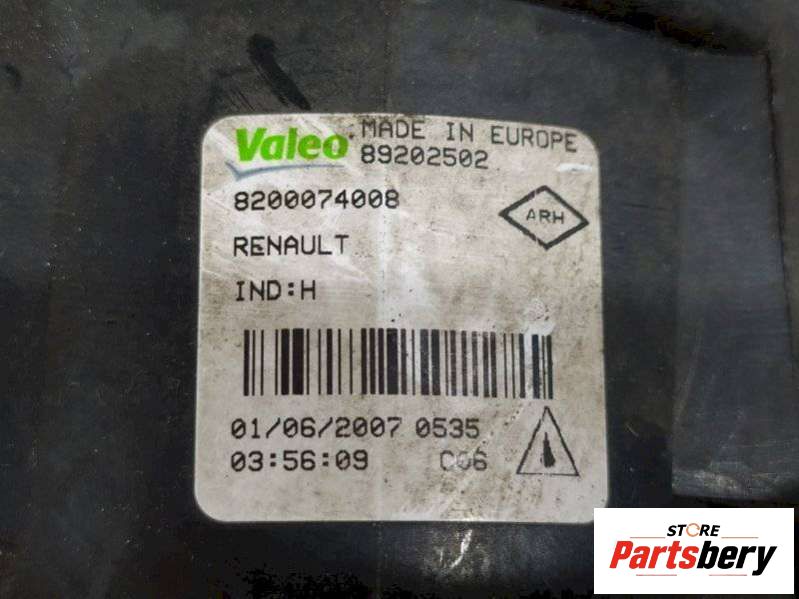 Valeo MADE IN EUROPE
89202502
8200074008
ARH
RENAULT
IND:H
01/06/2007 0535
03:56:09 C06
STORE
Partsbery